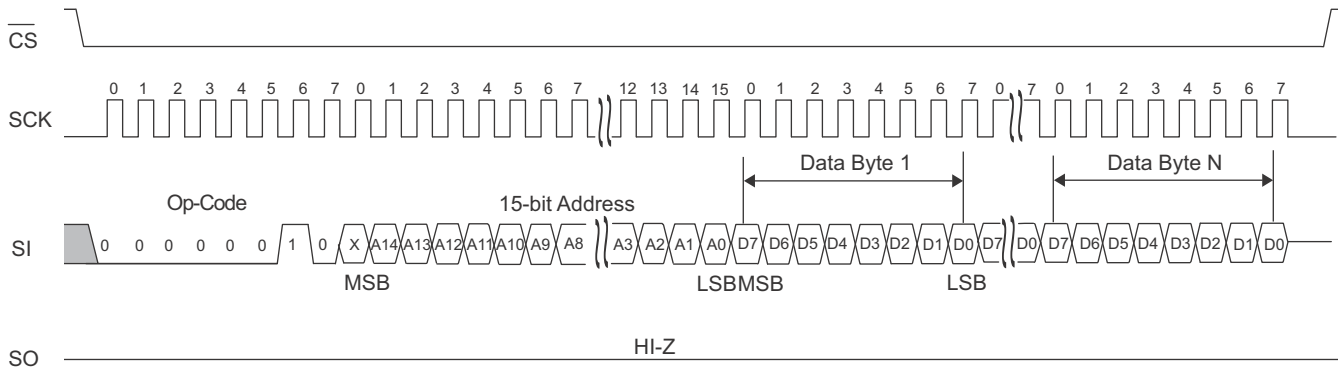 CS
SCK
0 1 2 3 4 5 6 7 0 1 2 3 4 5 6 7 12 13 14 15 0 1 2 3 4 5 6 7 0 7 0 1 2 3 4 5 6 7
Data Byte 1 Data Byte N
Op-Code 15-bit Address
SI
0 0 0 0 0 0 1 0 X A14 A13 A12 A11 A10 A9 A8 A3 A2 A1 A0 D7 D6 D5 D4 D3 D2 D1 D0 D7 D0 D7 D6 D5 D4 D3 D2 D1 D0
MSB LSB MSB LSB
HI-Z
SO